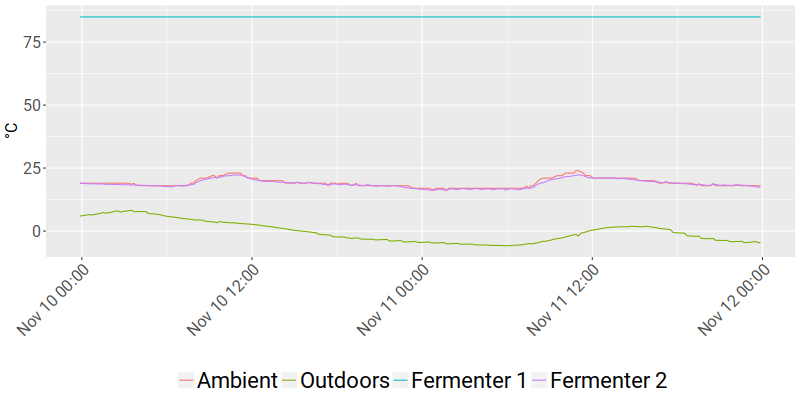 75
50
25
0
°C
Nov 10 00:00
Nov 10 12:00
Nov 11 00:00
Nov 11 12:00
Nov 12 00:00
Ambient Outdoors Fermenter 1 Fermenter 2